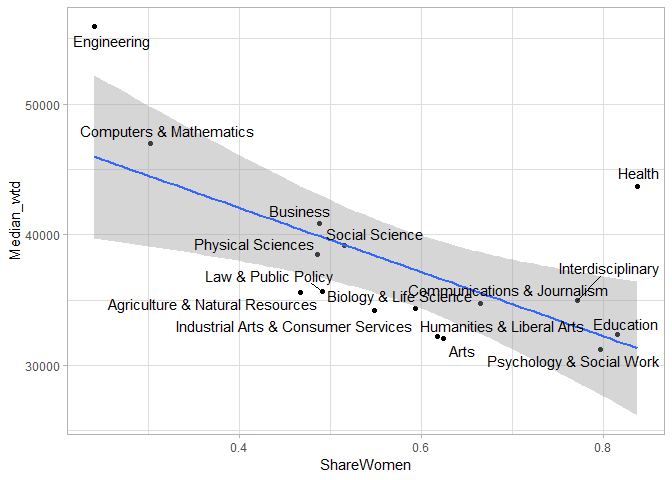 Engineering
50000
Computers & Mathematics
Health
Business
40000
Social Science
Physical Sciences
Interdisciplinary
Law & Public Policy
Communications & Journalism
Biology & Life Science
Agriculture & Natural Resources
Industrial Arts & Consumer Services
Humanities & Liberal Arts
Education
Arts
Psychology & Social Work
30000
Median_wtd
0.4
0.6
0.8
ShareWomen